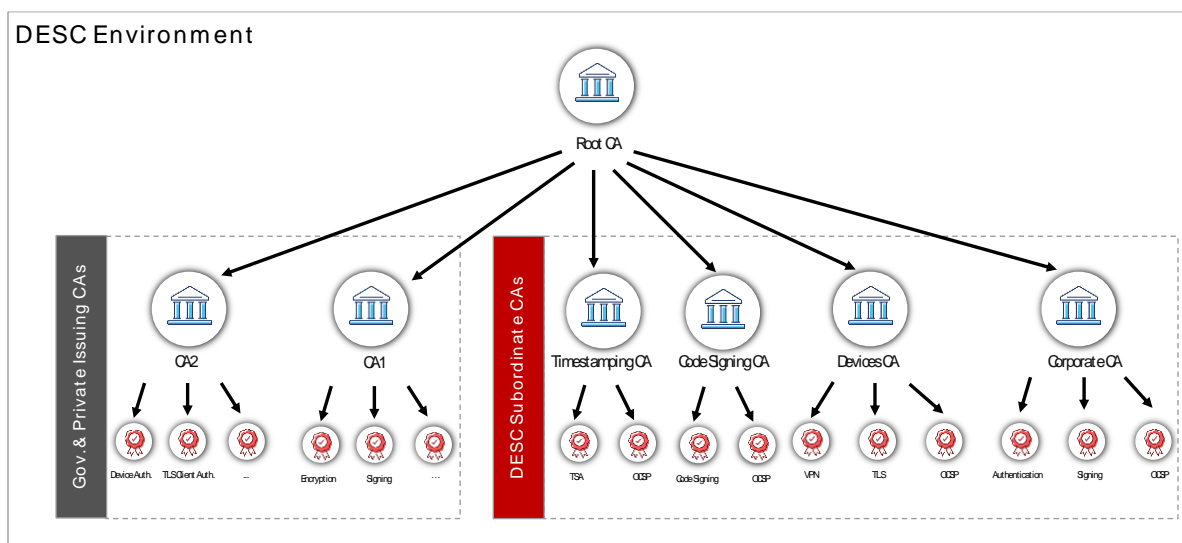 DESC Environment
Root CA
Gov. & Private Issuing CAs
DESC Subordinate CAs
CA2
CA1
Timestamping CA
Code Signing CA
Devices CA
Corporate CA
Device Auth.
TLS Client Auth.
...
Encryption
Signing
...
TSA
OCSP
Code Signing
OCSP
VPN
TLS
OCSP
Authentication
Signing
OCSP